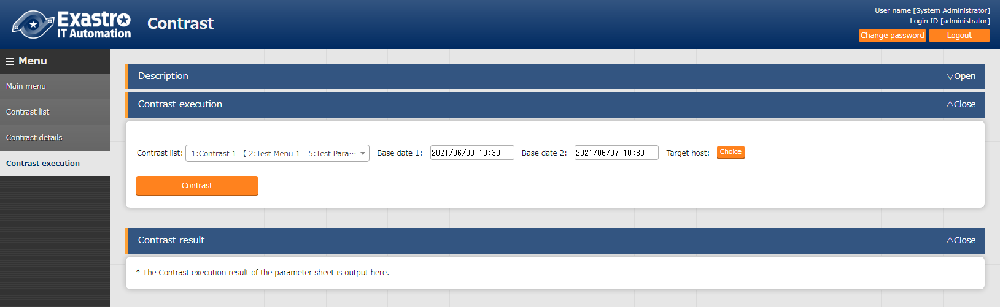 Exastro
IT Automation
Contrast
User name [System Administrator]
Login ID [administrator]
Change password
Logout
Menu
Main menu
Contrast list
Contrast details
Contrast execution
Description
▽Open
Contrast execution
△Close
Contrast list: 1:Contrast 1 【 2:Test Menu 1 - 5:Test Para··· Base date 1: 2021/06/09 10:30 Base date 2: 2021/06/07 10:30 Target host: Choice
Contrast
Contrast result
△Close
* The Contrast execution result of the parameter sheet is output here.